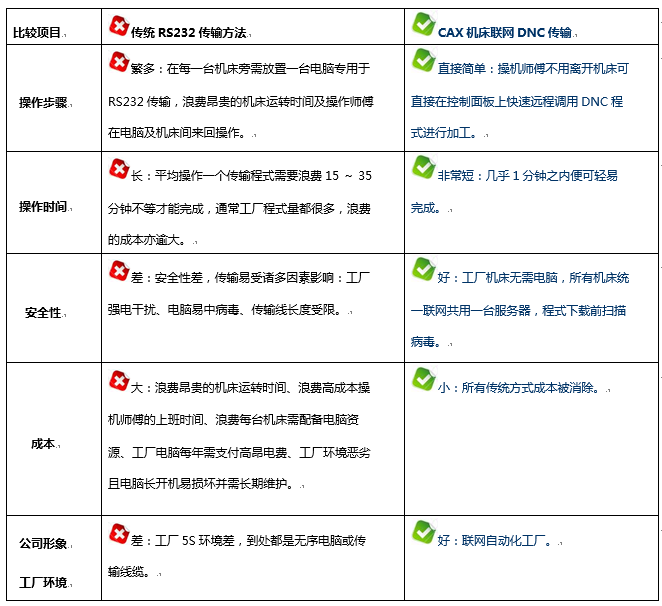 比较项目
传统 RS232 传输方法
CAX 机床联网 DNC 传输
操作步骤
繁多：在每一台机床旁需放置一台电脑专用于
RS232 传输，浪费昂贵的机床运转时间及操作师傅
在电脑及机床间来回操作。
直接简单：操机师傅不用离开机床可
直接在控制面板上快速远程调用 DNC 程
式进行加工。
操作时间
长：平均操作一个传输程式需要浪费 15 ～ 35
分钟不等才能完成，通常工厂程式量都很多，浪费
的成本亦逾大。
非常短：几乎 1 分钟之内便可轻易
完成。
安全性
差：安全性差，传输易受诸多因素影响：工厂
强电干扰、电脑易中病毒、传输线长度受限。
好：工厂机床无需电脑，所有机床统
一联网共用一台服务器，程式下载前扫描
病毒。
成本
大：浪费昂贵的机床运转时间、浪费高成本操
机师傅的上班时间、浪费每台机床需配备电脑资
源、工厂电脑每年需支付高昂电费、工厂环境恶劣
且电脑长开机易损坏并需长期维护。
小：所有传统方式成本被消除。
公司形象
工厂环境
差：工厂 5S 环境差，到处都是无序电脑或传
输线缆。
好：联网自动化工厂。